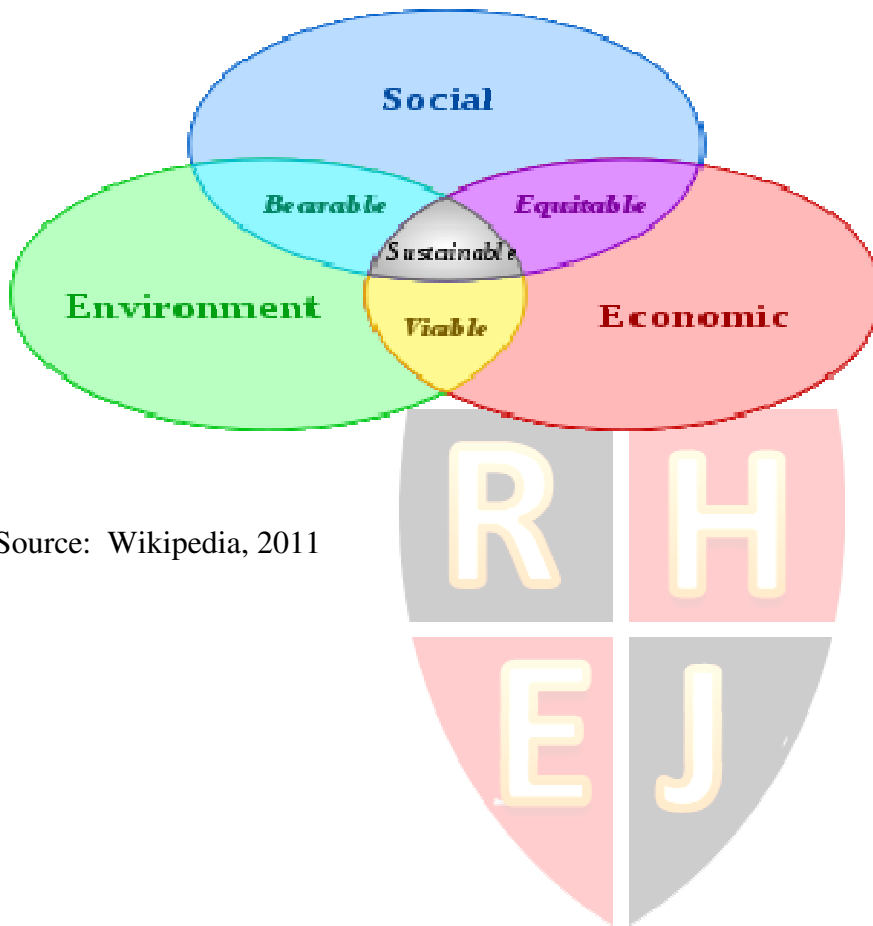 Social
Bearable
Equitable
Sustainable
Environment
Economic
Viable
Source: Wikipedia, 2011
R H
E J